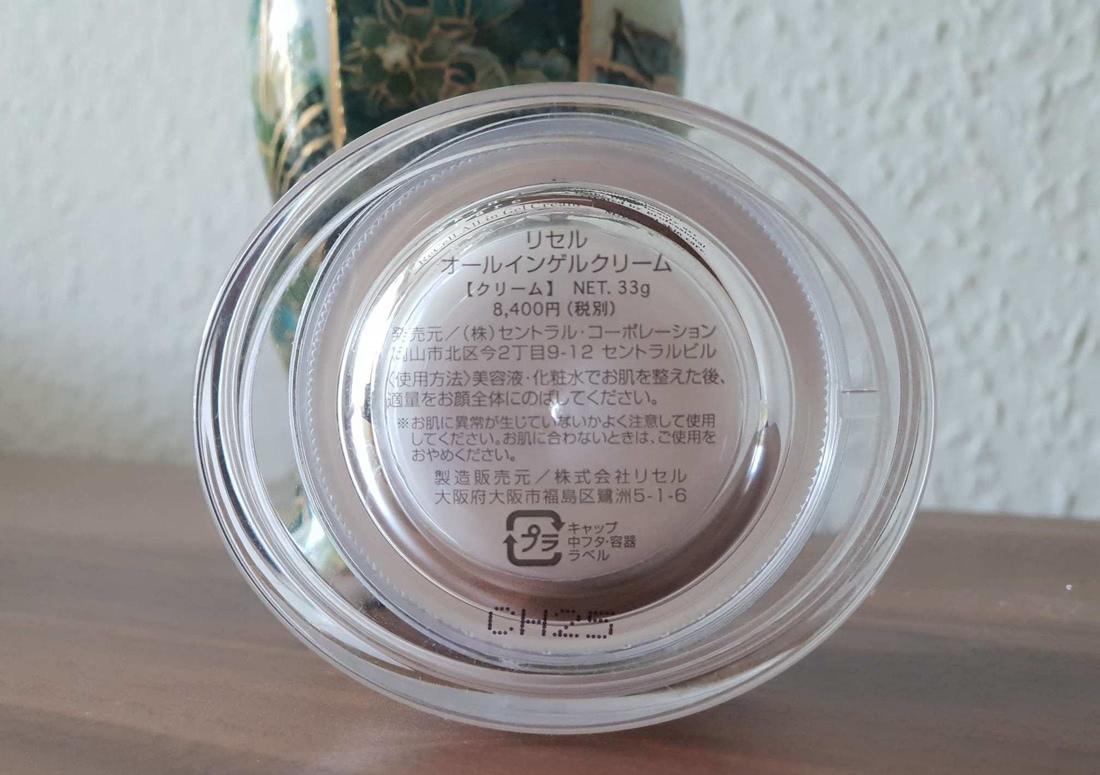 リセル
オールインゲルクリーム
【クリーム】 NET. 33g
8,400円(税別)
発売元/(株)セントラル・コーポレーション
岡山市北区今2丁目9-12 セントラルビル
〈使用方法〉美容液・化粧水でお肌を整えた後、
適量をお顔全体にのばしてください。
※お肌に異常が生じていないかよく注意して使用
してください。お肌に合わないときは、ご使用を
おやめください。
製造販売元/株式会社リセル
大阪府大阪市福島区鷺洲5-1-6
プラ
キャップ
中フタ・容器
ラベル
CH25